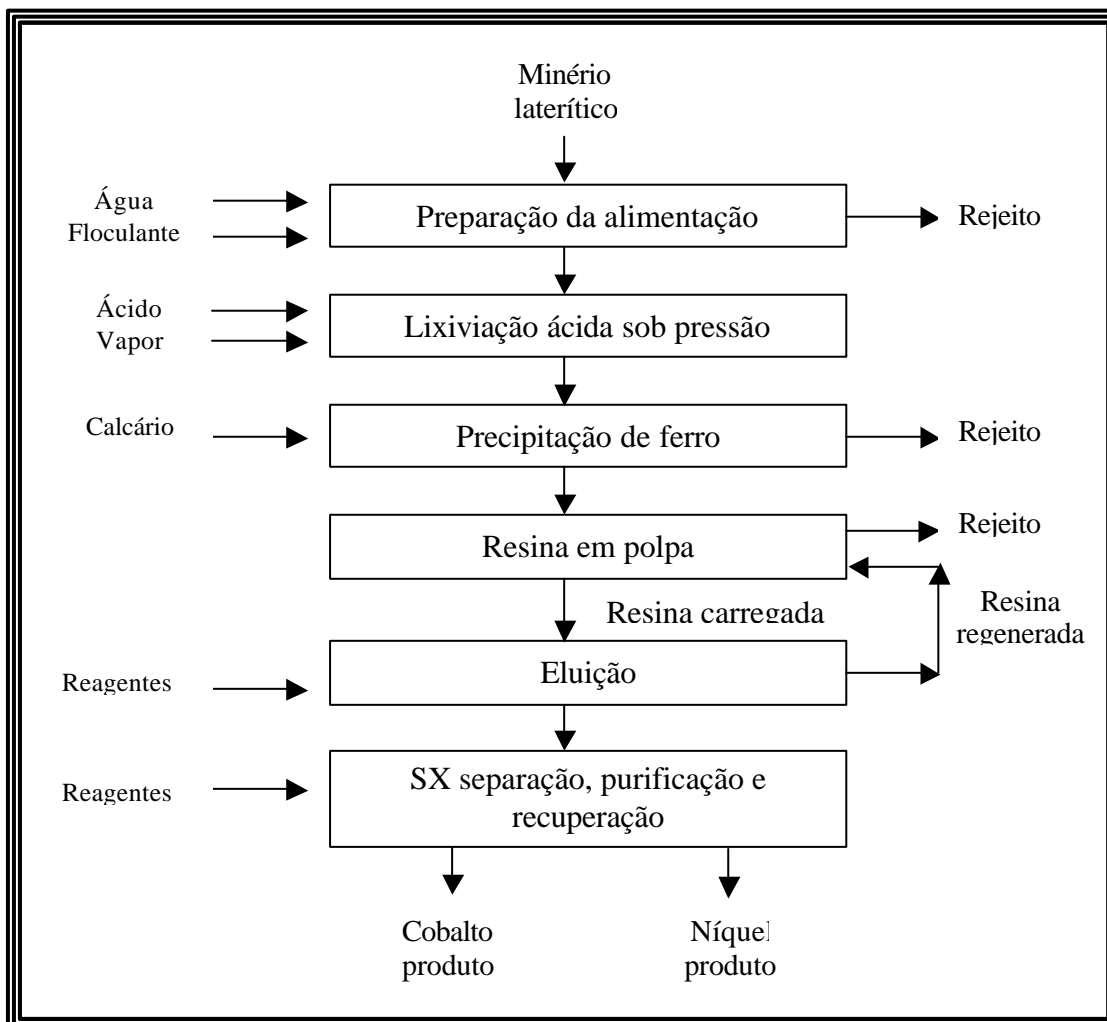 Minério
laterítico
Água
Floculante
Preparação da alimentação
Rejeito
Ácido
Vapor
Lixiviação ácida sob pressão
Calcário
Precipitação de ferro
Rejeito
Resina em polpa
Rejeito
Resina carregada
Resina
regenerada
Reagentes
Eluição
Reagentes
SX separação, purificação e
recuperação
Cobalto
produto
Níquel
produto